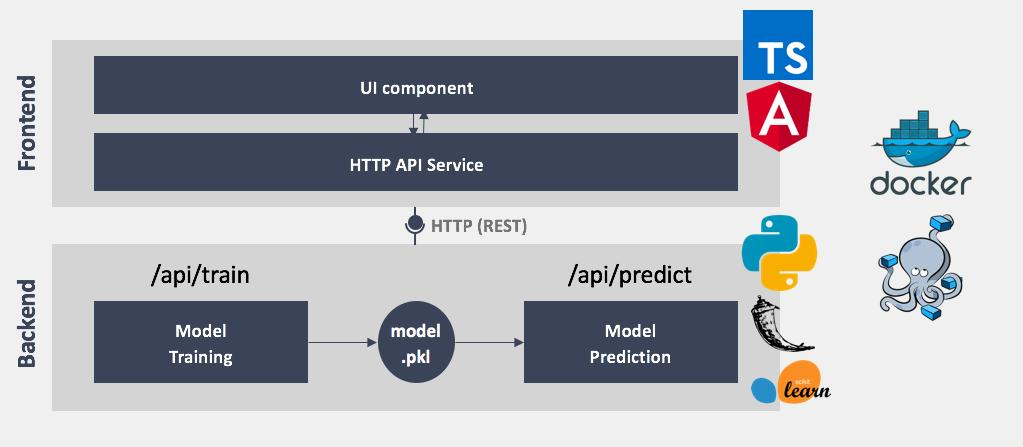 Frontend
UI component
HTTP API Service
TS
A
docker
HTTP (REST)
Backend
/api/train
/api/predict
Model
Training
model
.pkl
Model
Prediction
scikit
learn